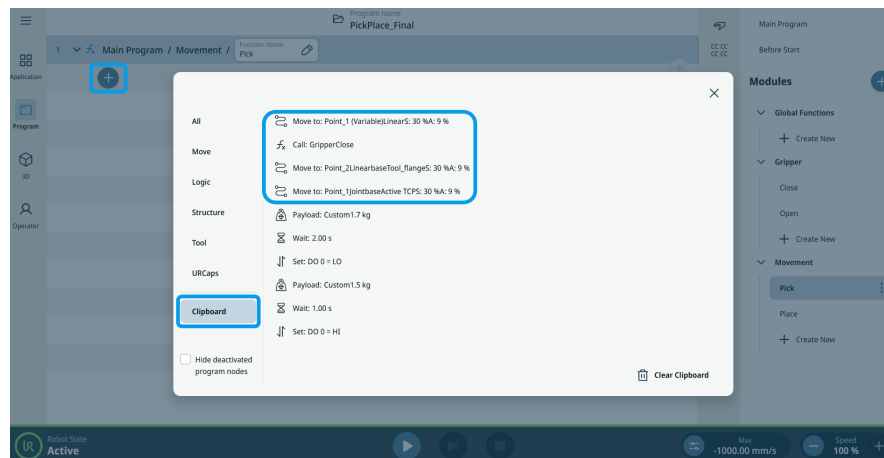 Program name
PickPlace_Final
1 Main Program / Movement / Function Name
Pick
CC CC
CC CC
Application
Program
3D
Operator
All
Move
Logic
Structure
Tool
URCaps
Clipboard
Hide deactivated
program nodes
Move to: Point_1 (Variable)LinearS: 30 %A: 9 %
fx Call: GripperClose
Move to: Point_2LinearbaseTool_flangeS: 30 %A: 9 %
Move to: Point_1JointbaseActive TCPS: 30 %A: 9 %
Payload: Custom1.7 kg
Wait: 2.00 s
Set: DO 0 = LO
Payload: Custom1.5 kg
Wait: 1.00 s
Set: DO 0 = HI
Clear Clipboard
Main Program
Before Start
Modules
Global Functions
Create New
Gripper
Close
Open
Create New
Movement
Pick
Place
Create New
Robot State
Active
Max
-1000.00 mm/s
Speed
100 %